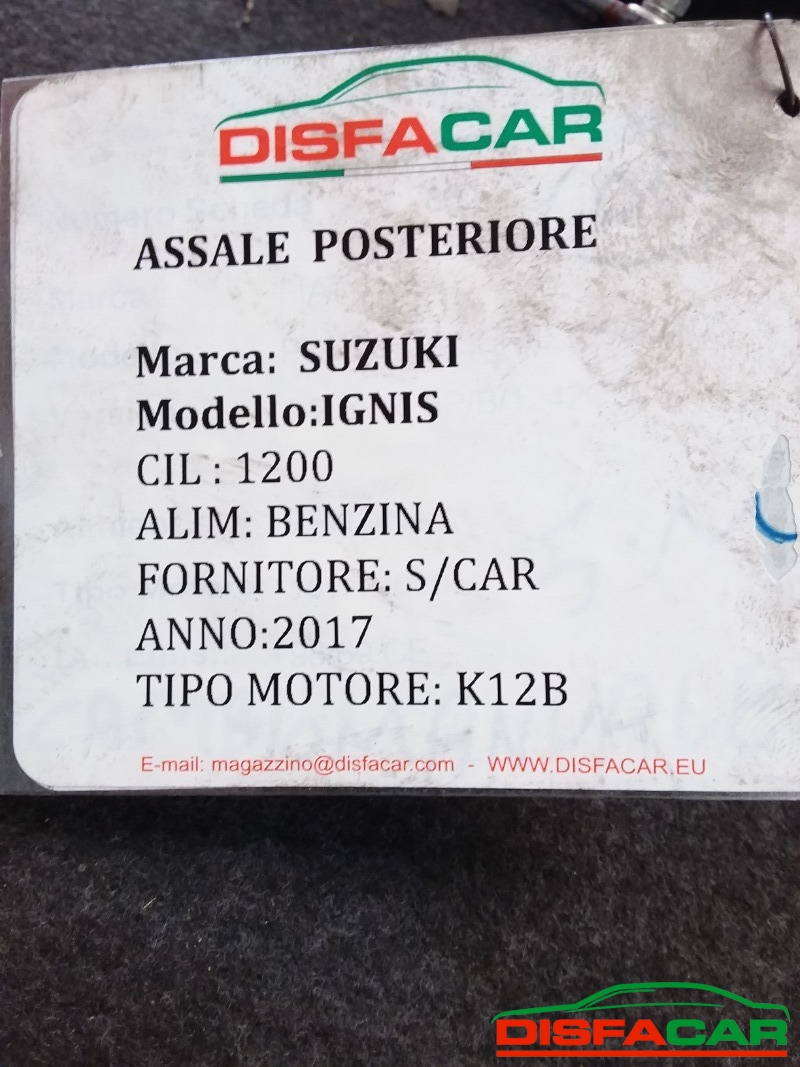 DISFACAR
ASSALE POSTERIORE
Marca: SUZUKI
Modello:IGNIS
CIL : 1200
ALIM: BENZINA
FORNITORE: S/CAR
ANNO:2017
TIPO MOTORE: K12B
E-mail: magazzino@disfacar.com - WWW.DISFACAR.EU
DISFACAR